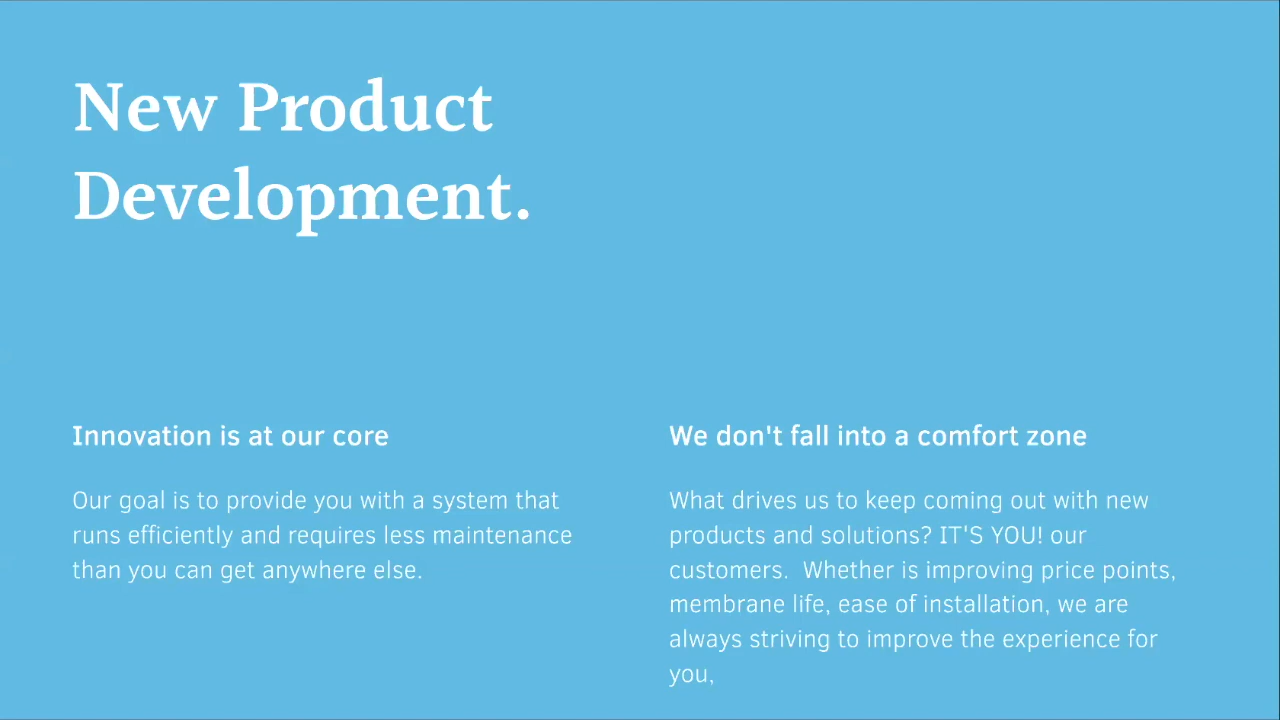 New Product
Development.
Innovation is at our core
Our goal is to provide you with a system that
runs efficiently and requires less maintenance
than you can get anywhere else.
We don't fall into a comfort zone
What drives us to keep coming out with new
products and solutions? IT'S YOU! our
customers.  Whether is improving price points,
membrane life, ease of installation, we are
always striving to improve the experience for
you,